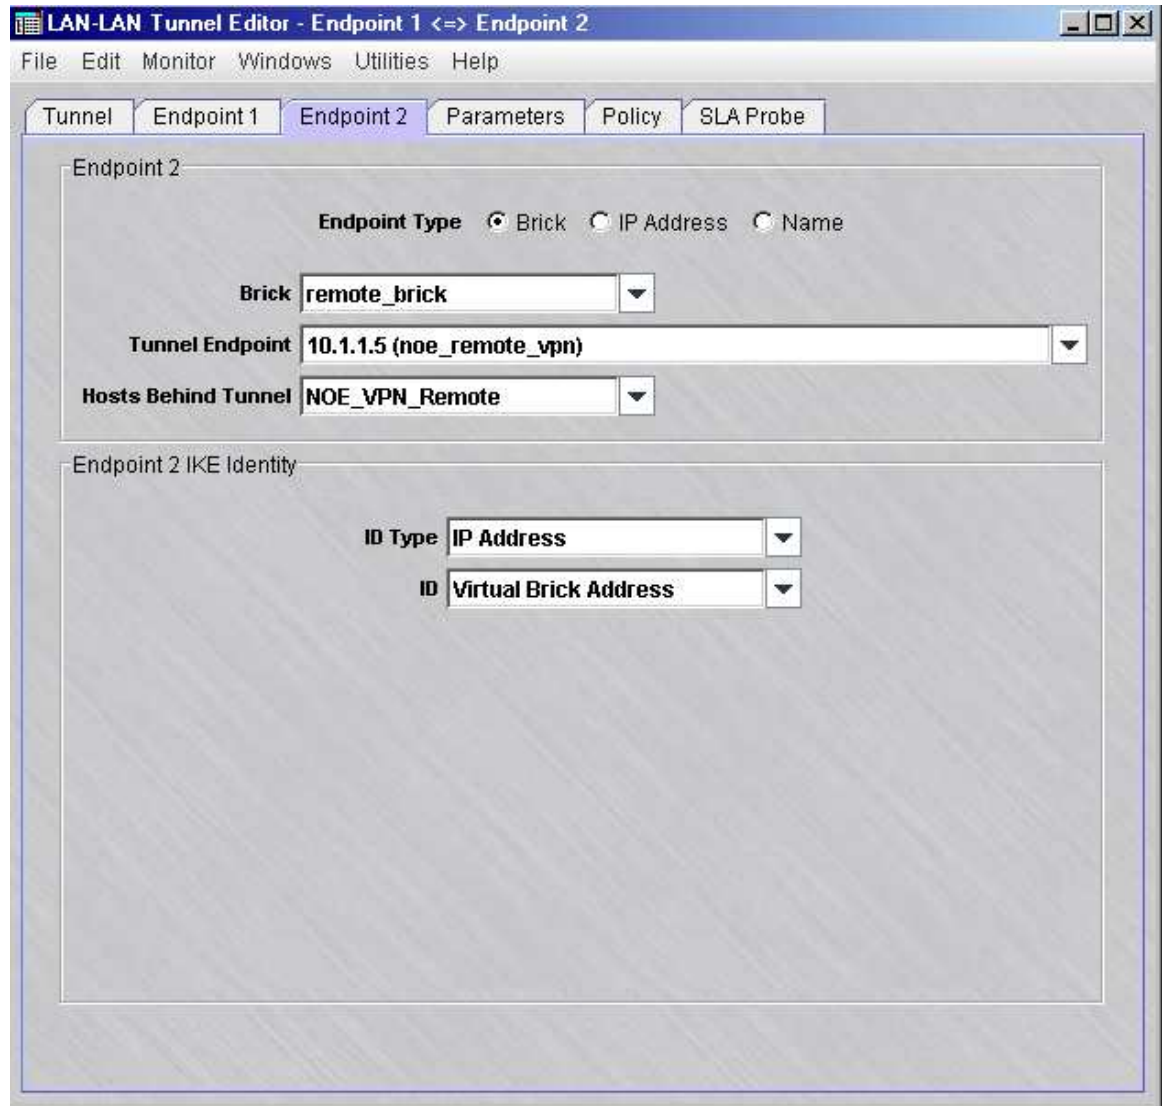 LAN-LAN Tunnel Editor - Endpoint 1 <=> Endpoint 2
File Edit Monitor Windows Utilities Help
Tunnel Endpoint 1 Endpoint 2 Parameters Policy SLA Probe
Endpoint 2
Endpoint Type Brick IP Address Name
Brick remote_brick
Tunnel Endpoint 10.1.1.5 (noe_remote_vpn)
Hosts Behind Tunnel NOE_VPN_Remote
Endpoint 2 IKE Identity
ID Type IP Address
ID Virtual Brick Address